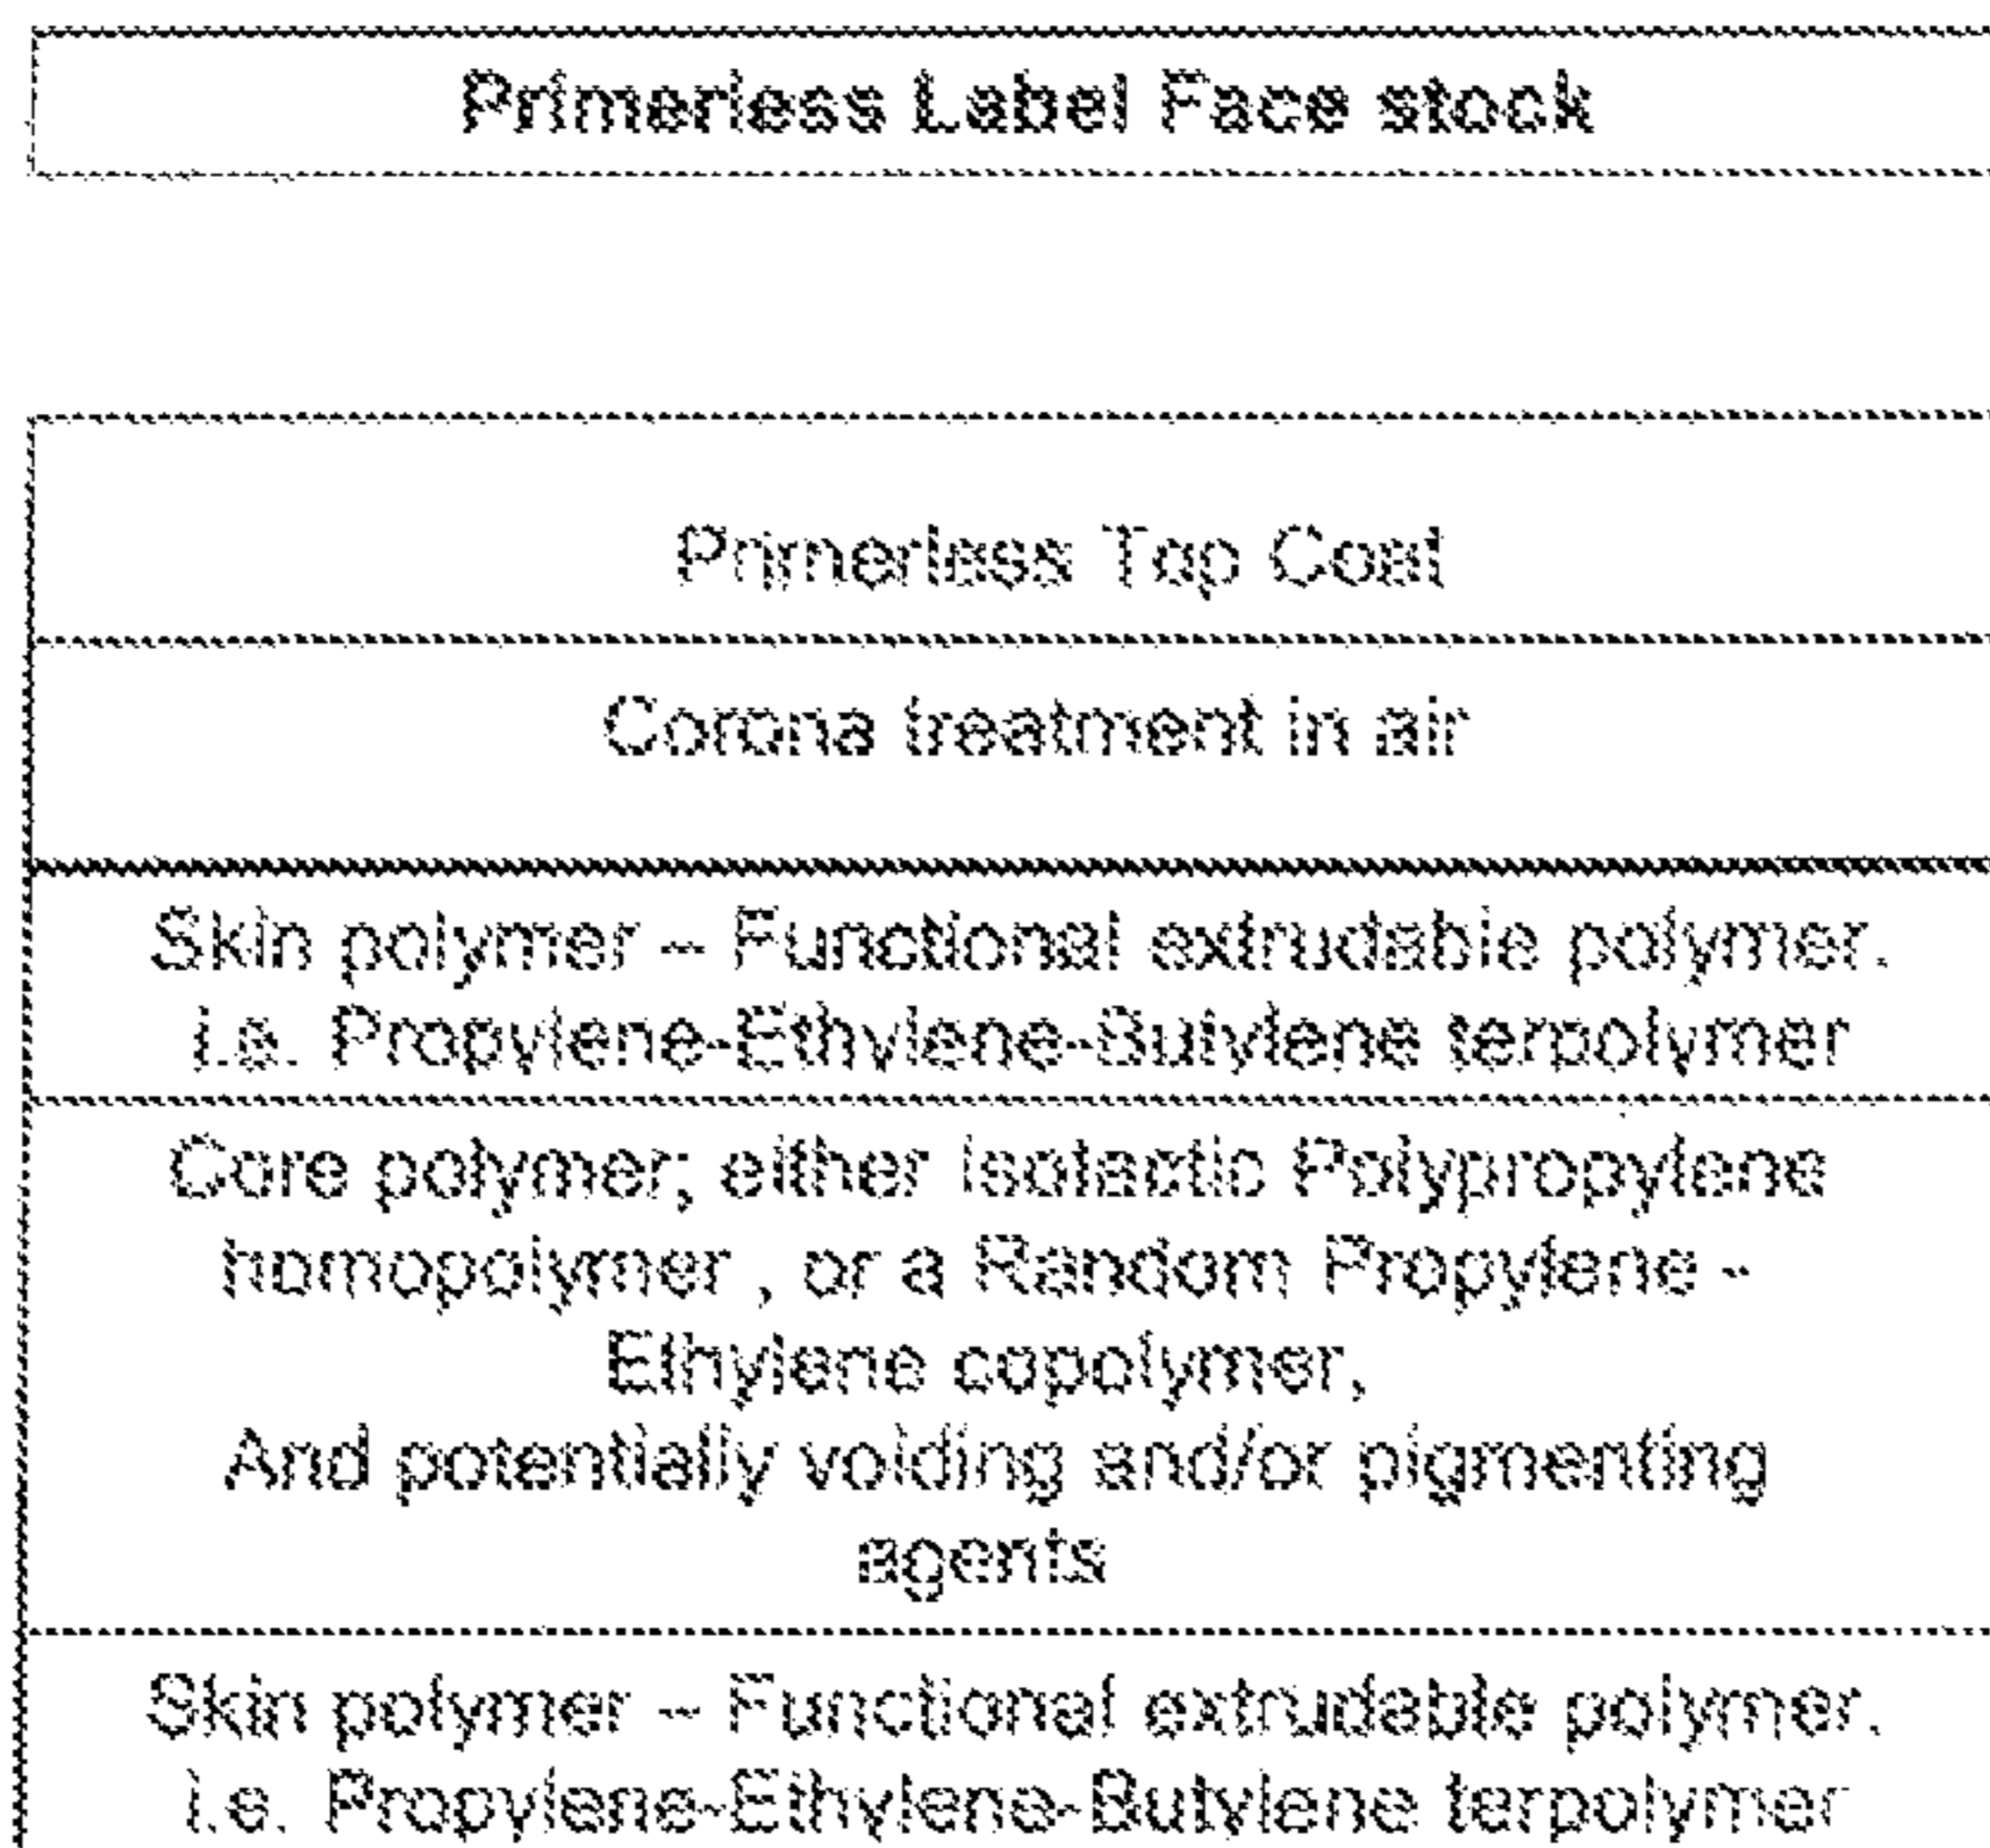 Primerless Label Face stock
Primerless Top Coat
Corona treatment in air
Skin polymer – Functional extrudable polymer.
i.e. Propylene-Ethylene-Butylene terpolymer
Core polymer; either Isotactic Polypropylene
homopolymer , or a Random Propylene -
Ethylene copolymer,
And potentially voiding and/or pigmenting
agents
Skin polymer – Functional extrudable polymer.
i.e. Propylene-Ethylene-Butylene terpolymer